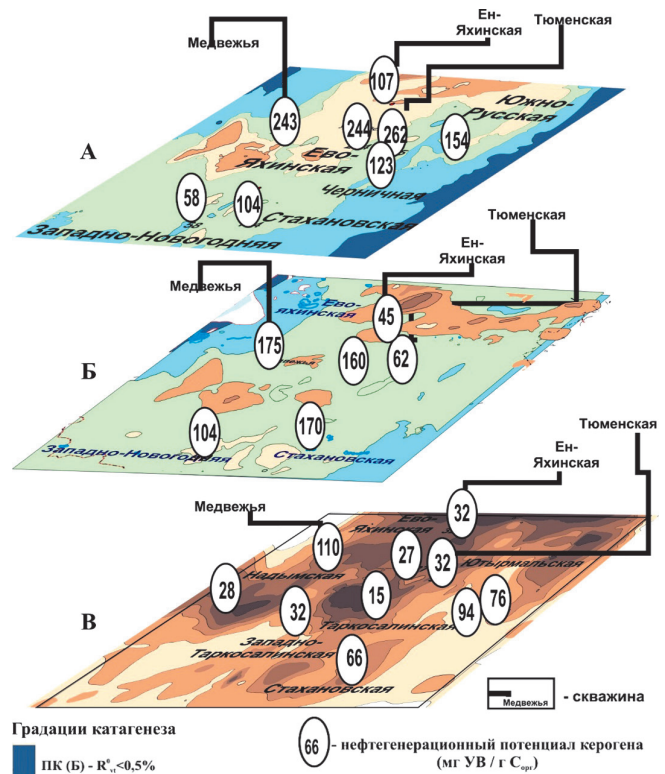 Ен-
Яхинская
Тюменская
Медвежья
107
Южно-
Русская
243
244
262
154
А
Ево-
Яхинская
123
Черничная
58
104
Стахановская
58
Западно-Новогодняя
Тюменская
Ен-
Яхинская
Медвежья
Ево-
яхинская
45
175
160
62
Б
104
170
Западно-Новогодняя
Стахановская
Тюменская
Ен-
Яхинская
Медвежья
32
Ево-
Яхинская
110
27
32
Ютырмальская
Надымская
28
32
15
94
76
Таркосалинская
В
Западно-
Таркосалинская
66
Стахановская
Медвежья
- скважина
Градации катагенеза
66
- нефтегенерационный потенциал керогена
(мг УВ / г Сорг)
ПК (Б) - R⁰vt<0,5%